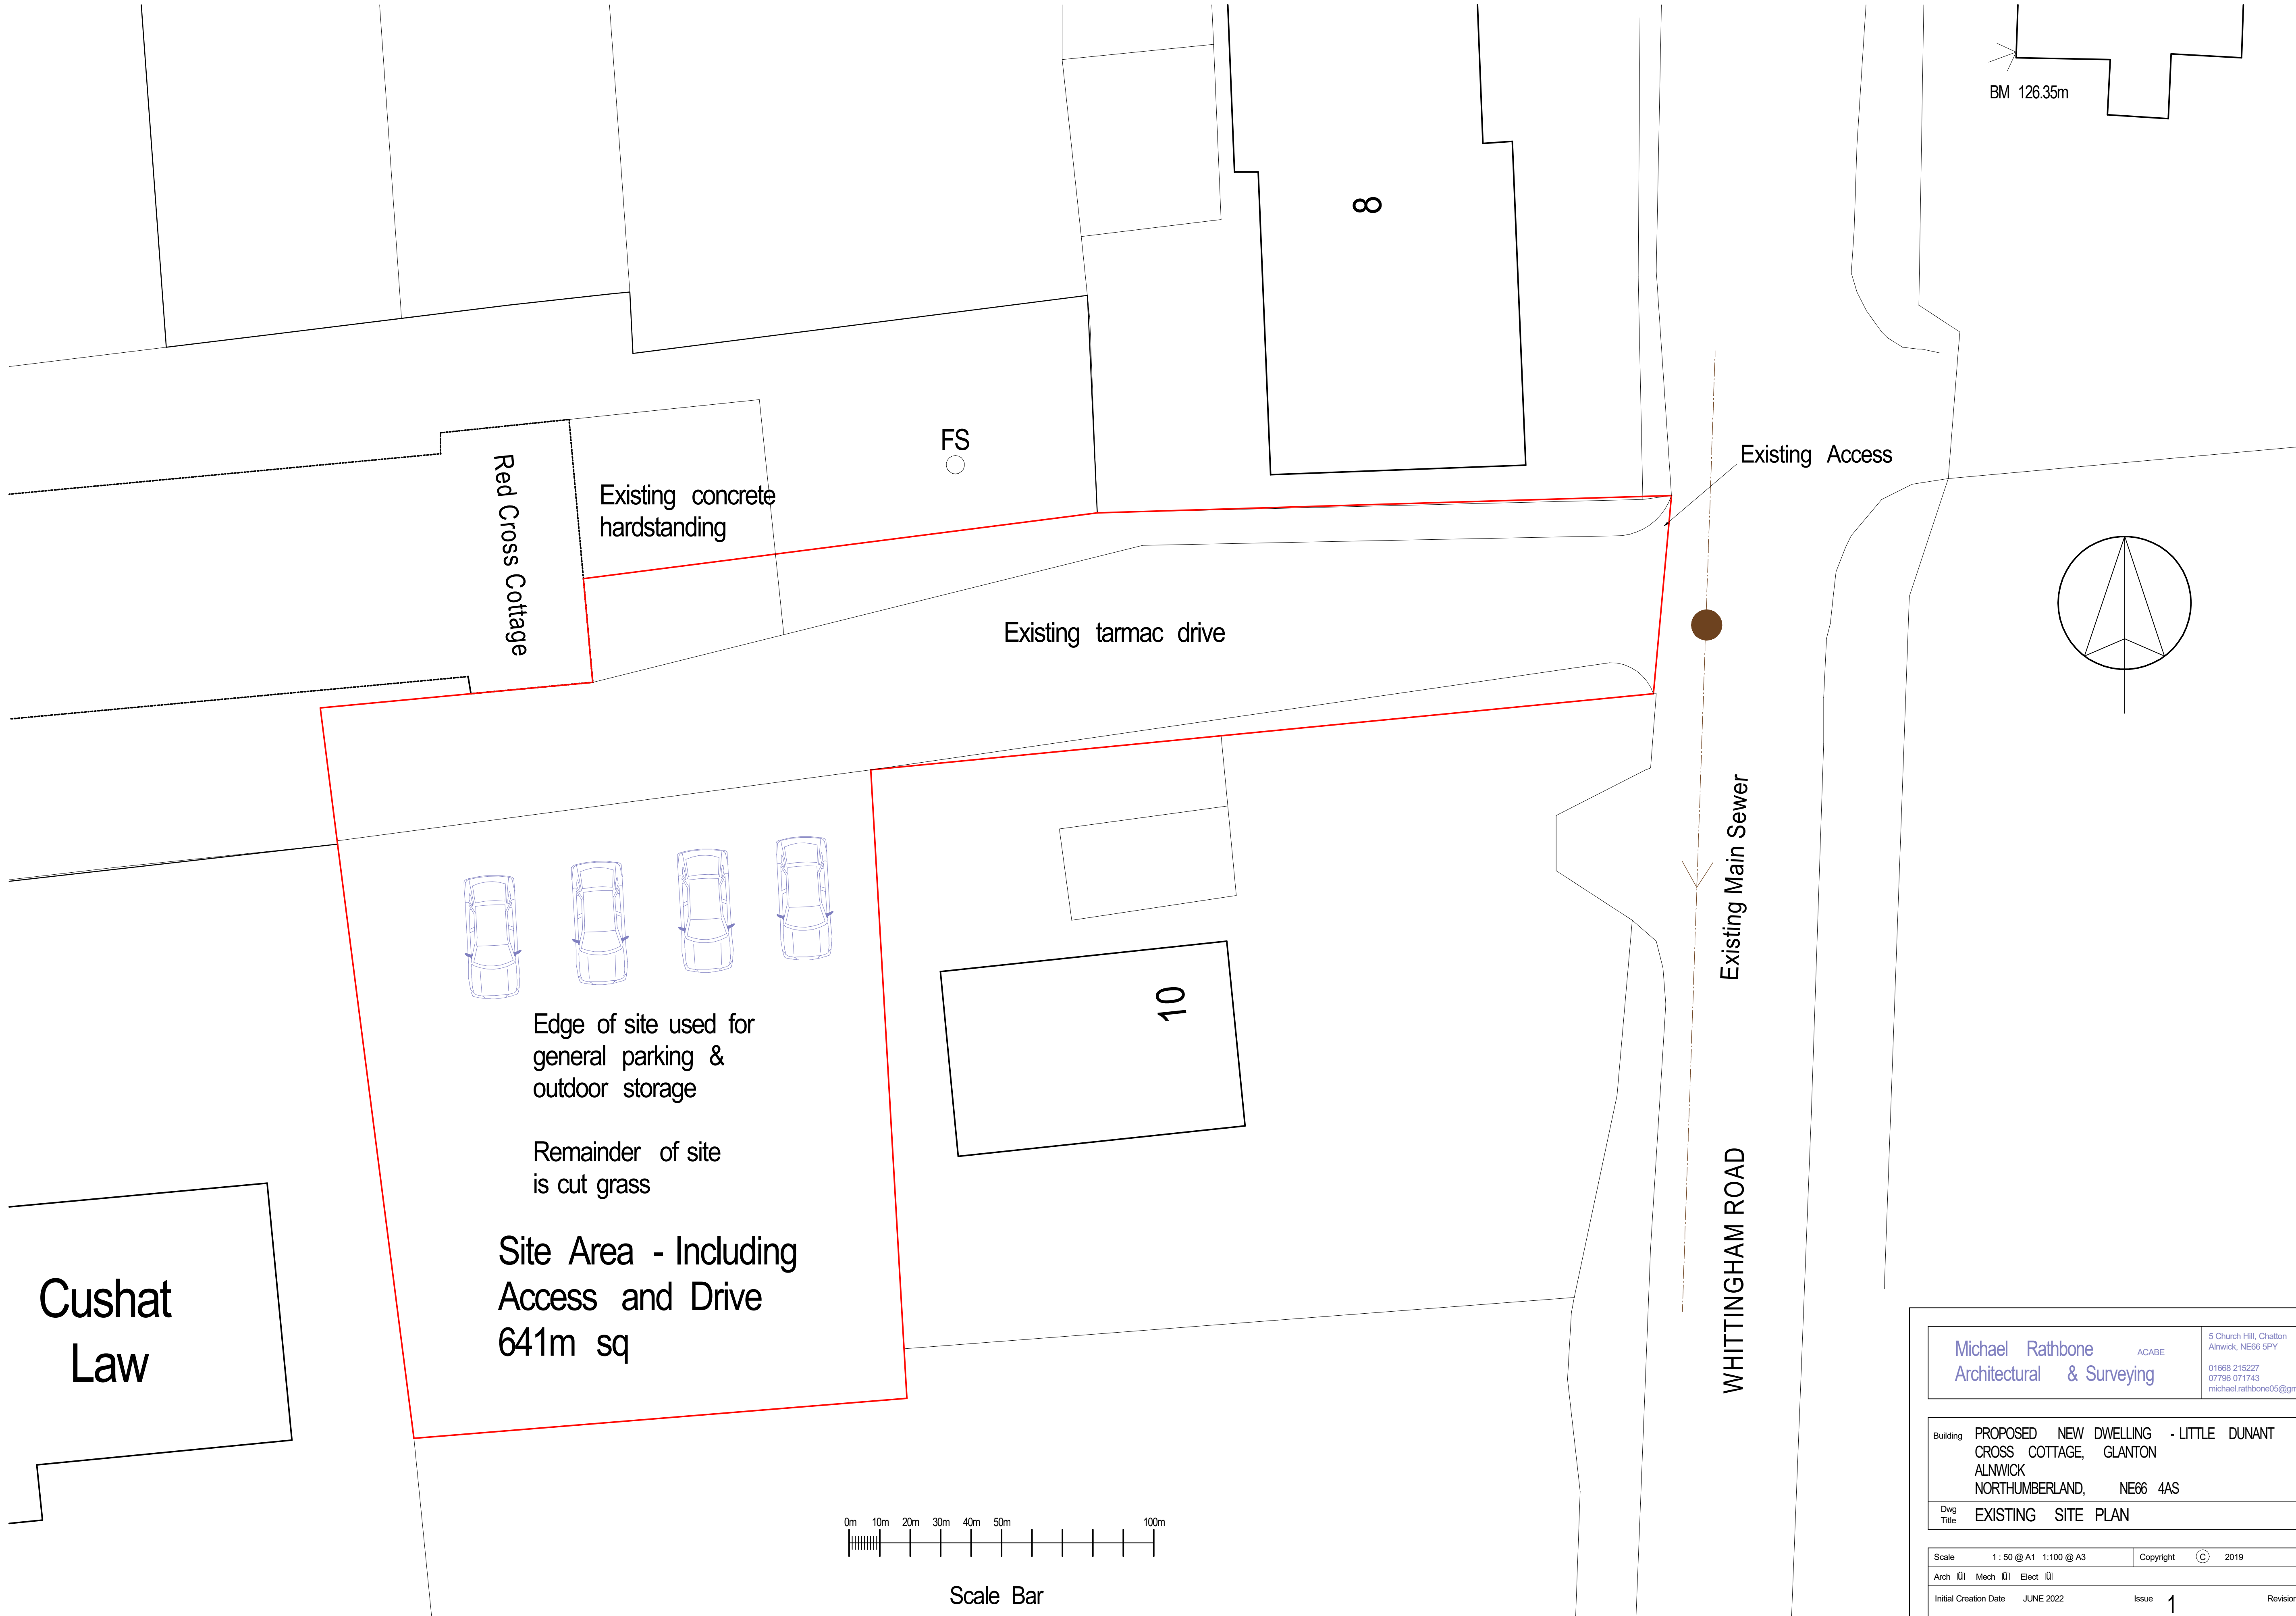 BM 126.35m
8
FS
Existing Access
Red Cross Cottage
Existing concrete
hardstanding
Existing tarmac drive
Existing Main Sewer
Edge of site used for
general parking &
outdoor storage
10
Remainder of site
is cut grass
Site Area - Including
Access and Drive
641m sq
Cushat
Law
WHITTINGHAM ROAD
0m 10m 20m 30m 40m 50m 100m
Scale Bar
Michael Rathbone ACABE
Architectural & Surveying
5 Church Hill, Chatton
Alnwick, NE66 5PY
01668 215227
07796 071743
michael.rathbone05@gm
Building PROPOSED NEW DWELLING - LITTLE DUNANT
CROSS COTTAGE, GLANTON
ALNWICK
NORTHUMBERLAND, NE66 4AS
Dwg
Title EXISTING SITE PLAN
Scale 1 : 50 @ A1 1:100 @ A3 Copyright © 2019
Arch Mech Elect
Initial Creation Date JUNE 2022 Issue 1 Revision